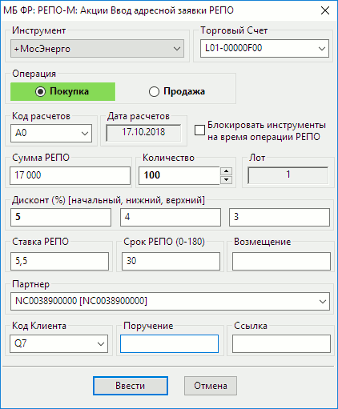 МБ ФР: РЕПО-М: Акции Ввод адресной заявки РЕПО
Инструмент Торговый Счет
+МосЭнерго L01-00000F00
Операция
Покупка Продажа
Код расчетов Дата расчетов
A0 17.10.2018 Блокировать инструменты
на время операции РЕПО
Сумма РЕПО Количество Лот
17 000 100 1
Дисконт (%) [начальный, нижний, верхний]
5 4 3
Ставка РЕПО Срок РЕПО (0-180) Возмещение
5,5 30
Партнер
NC0038900000 [NC0038900000]
Код Клиента Поручение Ссылка
Q7
Ввести Отмена